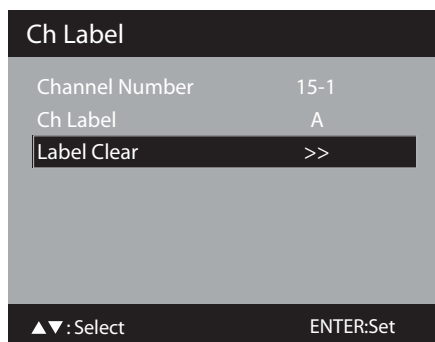 Ch Label
Channel Number 15-1
Ch Label A
Label Clear >>
▲▼: Select ENTER:Set